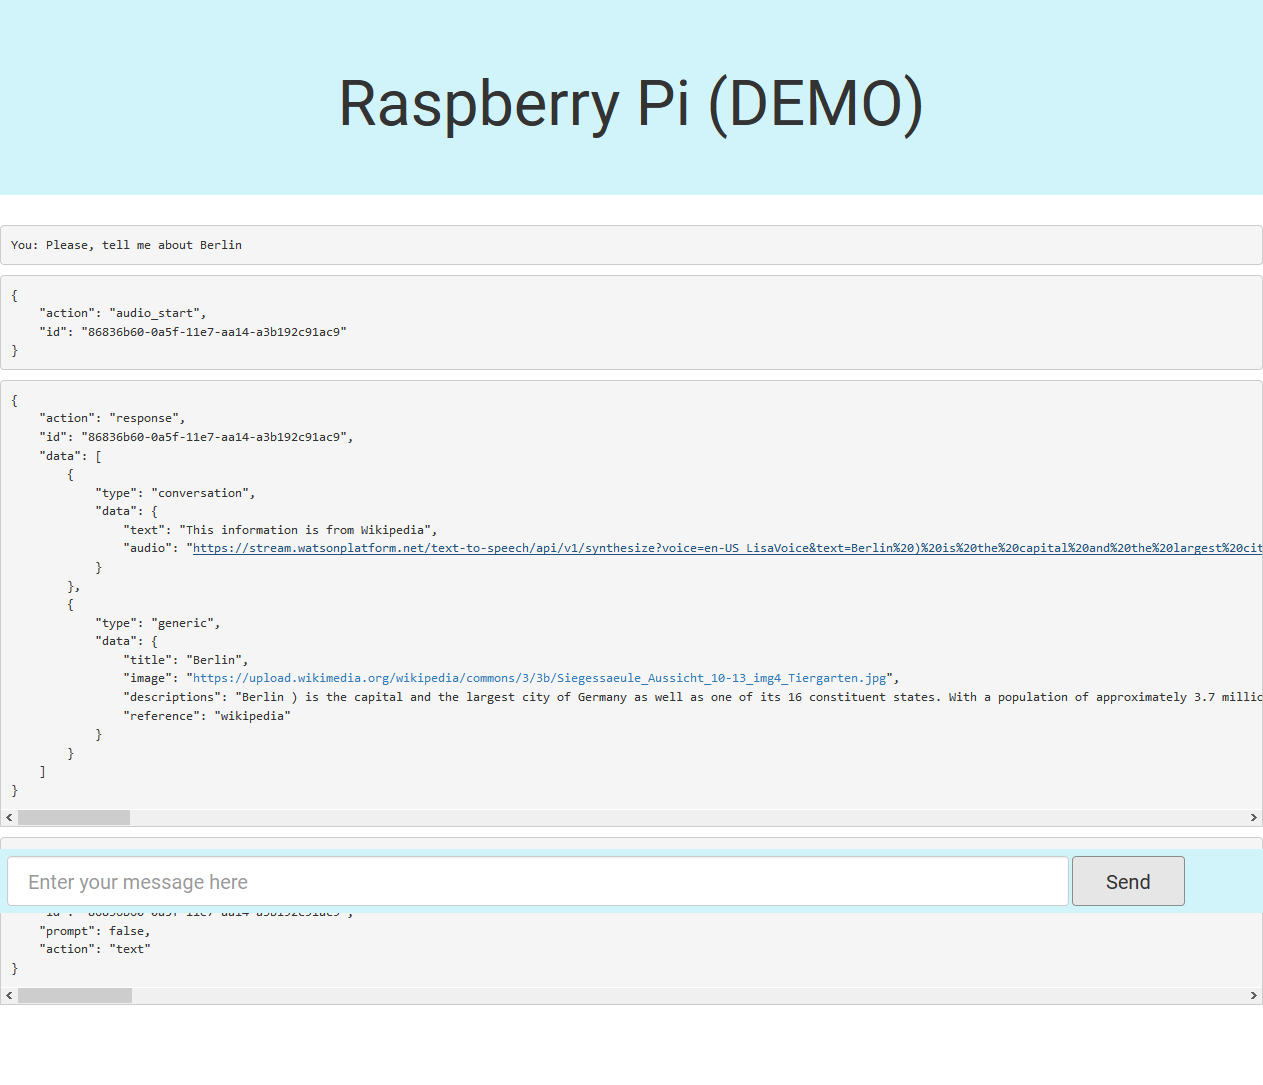 Raspberry Pi (DEMO)
You: Please, tell me about Berlin
{
    "action": "audio_start",
    "id": "86836b60-0a5f-11e7-aa14-a3b192c91ac9"
}
{
    "action": "response",
    "id": "86836b60-0a5f-11e7-aa14-a3b192c91ac9",
    "data": [
        {
            "type": "conversation",
            "data": {
                "text": "This information is from Wikipedia",
                "audio": "https://stream.watsonplatform.net/text-to-speech/api/v1/synthesize?voice=en-US_LisaVoice&text=Berlin%20)%20is%20the%20capital%20and%20the%20largest%20cit
            }
        },
        {
            "type": "generic",
            "data": {
                "title": "Berlin",
                "image": "https://upload.wikimedia.org/wikipedia/commons/3/3b/Siegessaeule_Aussicht_10-13_img4_Tiergarten.jpg",
                "descriptions": "Berlin ) is the capital and the largest city of Germany as well as one of its 16 constituent states. With a population of approximately 3.7 millio
                "reference": "wikipedia"
            }
        }
    ]
}
Enter your message here Send
    "prompt": false,
    "action": "text"
}